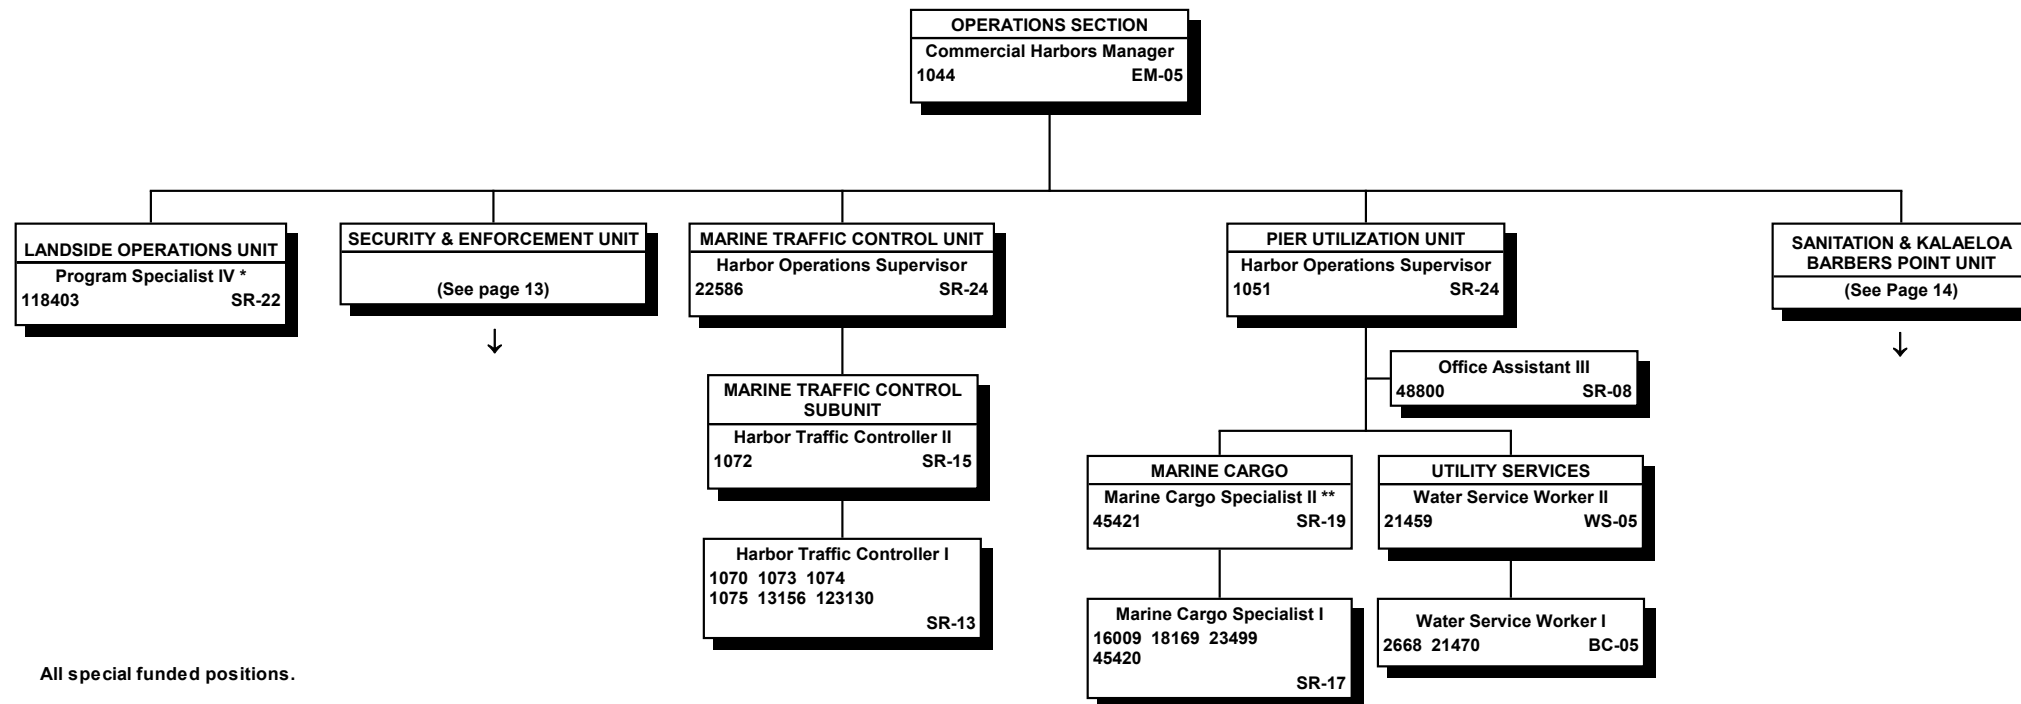 OPERATIONS SECTION
Commercial Harbors Manager
1044 EM-05
LANDSIDE OPERATIONS UNIT
Program Specialist IV *
118403 SR-22
SECURITY & ENFORCEMENT UNIT
(See page 13)
↓
MARINE TRAFFIC CONTROL UNIT
Harbor Operations Supervisor
22586 SR-24
MARINE TRAFFIC CONTROL
SUBUNIT
Harbor Traffic Controller II
1072 SR-15
Harbor Traffic Controller I
1070 1073 1074
1075 13156 123130
SR-13
PIER UTILIZATION UNIT
Harbor Operations Supervisor
1051 SR-24
Office Assistant III
48800 SR-08
MARINE CARGO
Marine Cargo Specialist II **
45421 SR-19
Marine Cargo Specialist I
16009 18169 23499
45420
SR-17
UTILITY SERVICES
Water Service Worker II
21459 WS-05
Water Service Worker I
2668 21470 BC-05
SANITATION & KALAELOA
BARBERS POINT UNIT
(See Page 14)
↓
All special funded positions.